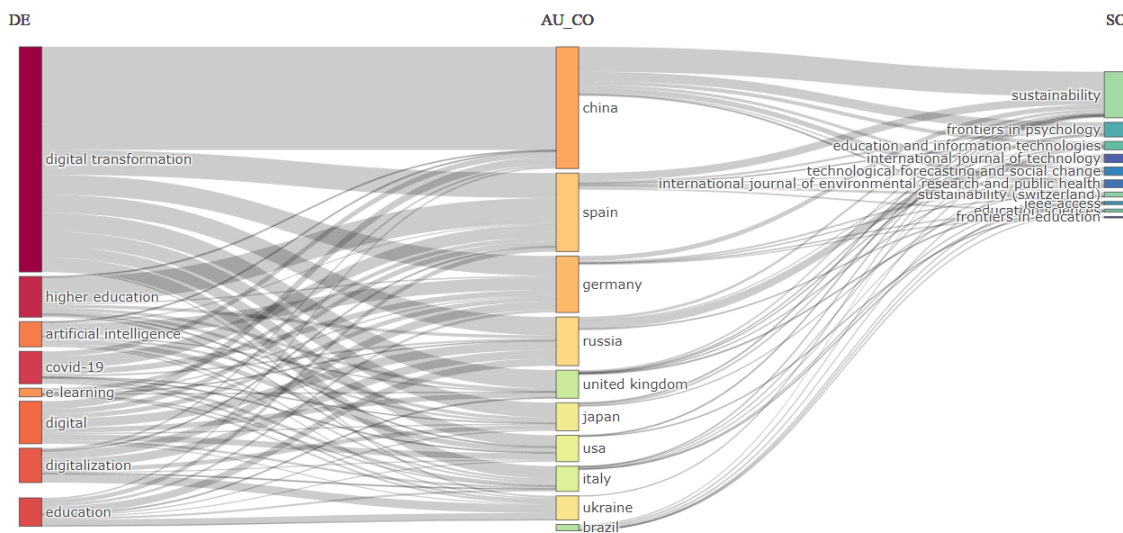 DE
AU_CO
SO
digital transformation
higher education
artificial intelligence
covid-19
e learning
digital
digitalization
education
china
spain
germany
russia
united kingdom
japan
usa
italy
ukraine
brazil
sustainability
frontiers in psychology
education and information technologies
international journal of technology
technological forecasting and social change
international journal of environmental research and public health
sustainability (switzerland)
ieee access
education sciences
frontiers in education